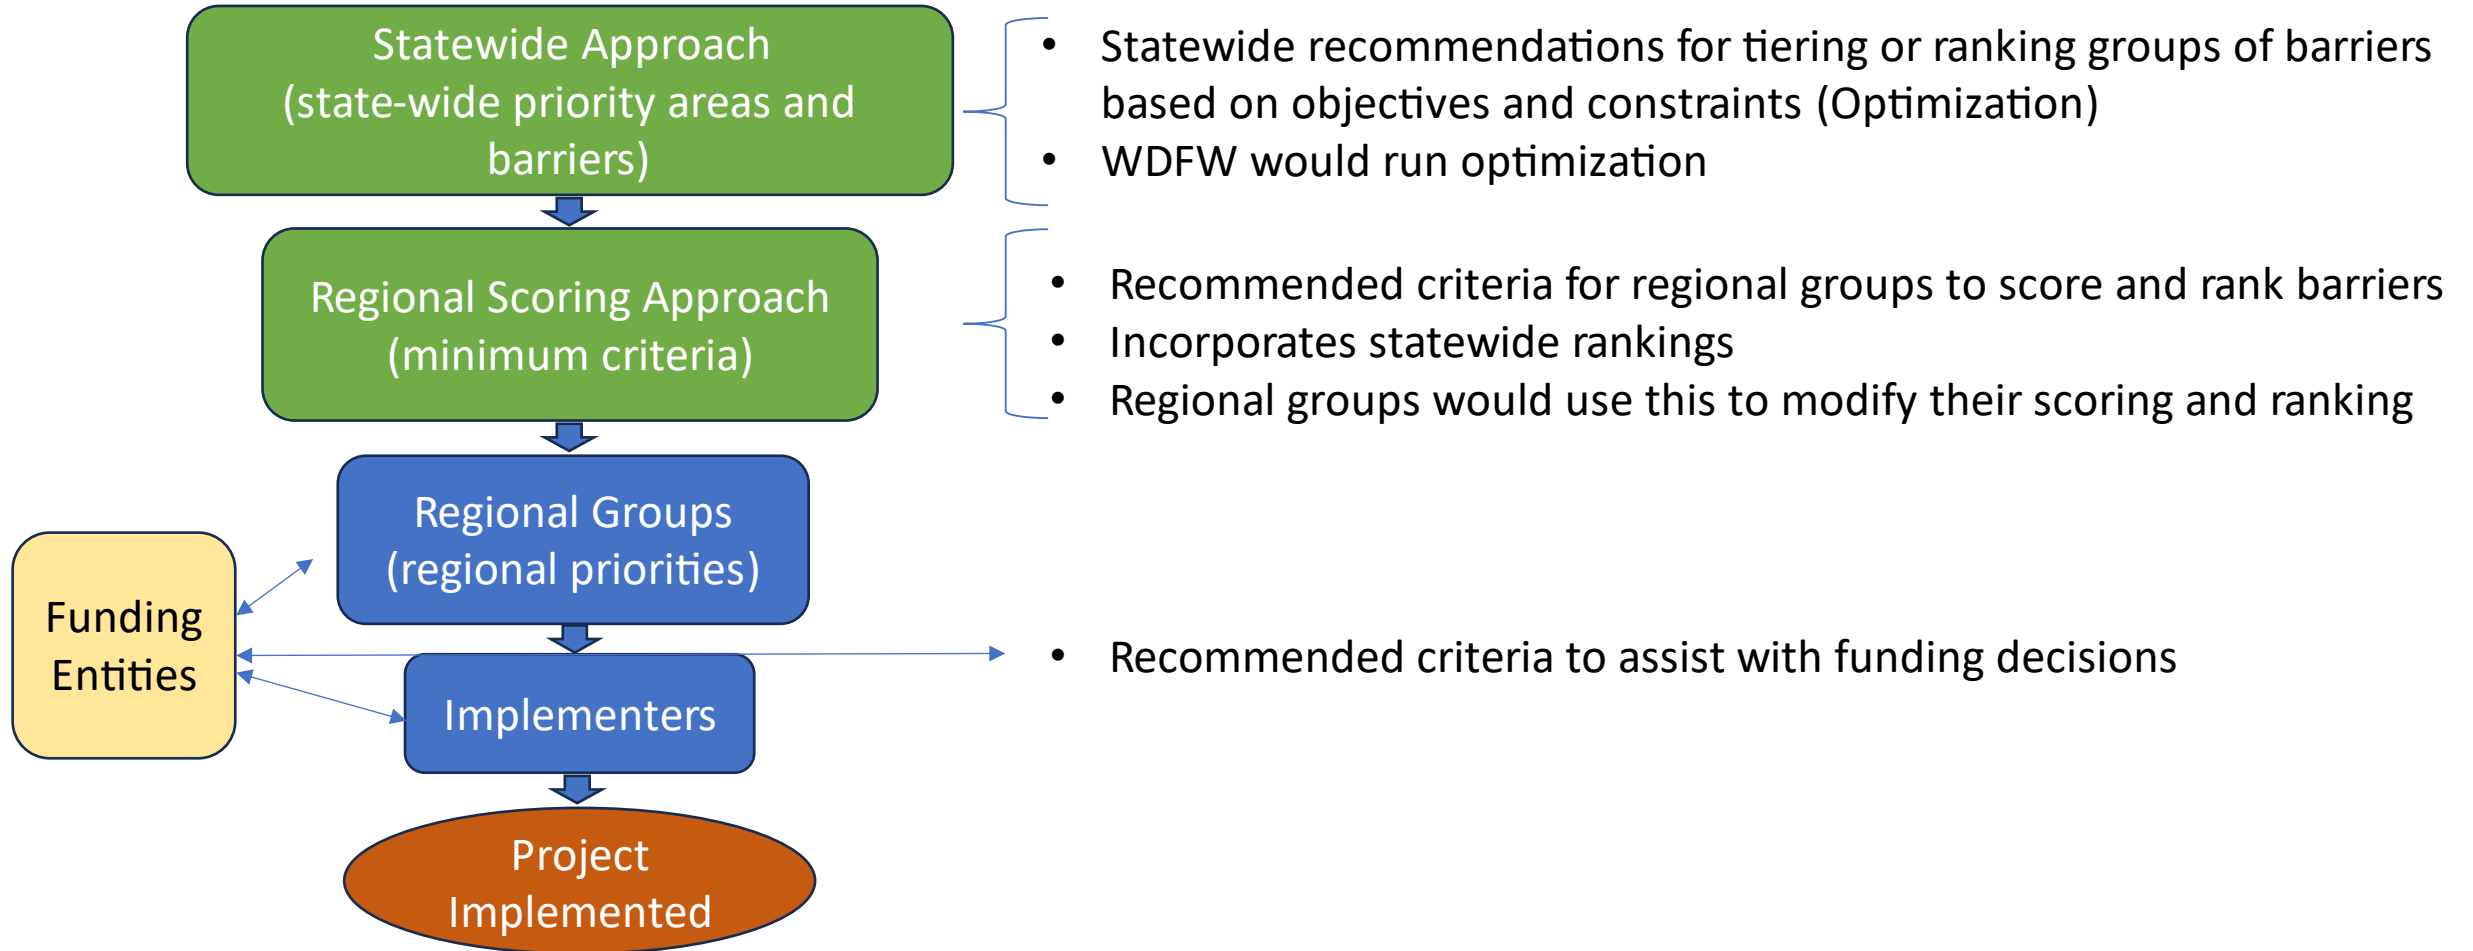 Statewide Approach
(state-wide priority areas and
barriers)
• Statewide recommendations for tiering or ranking groups of barriers
based on objectives and constraints (Optimization)
• WDFW would run optimization
Regional Scoring Approach
(minimum criteria)
• Recommended criteria for regional groups to score and rank barriers
• Incorporates statewide rankings
• Regional groups would use this to modify their scoring and ranking
Regional Groups
(regional priorities)
Funding
Entities
• Recommended criteria to assist with funding decisions
Implementers
Project
Implemented